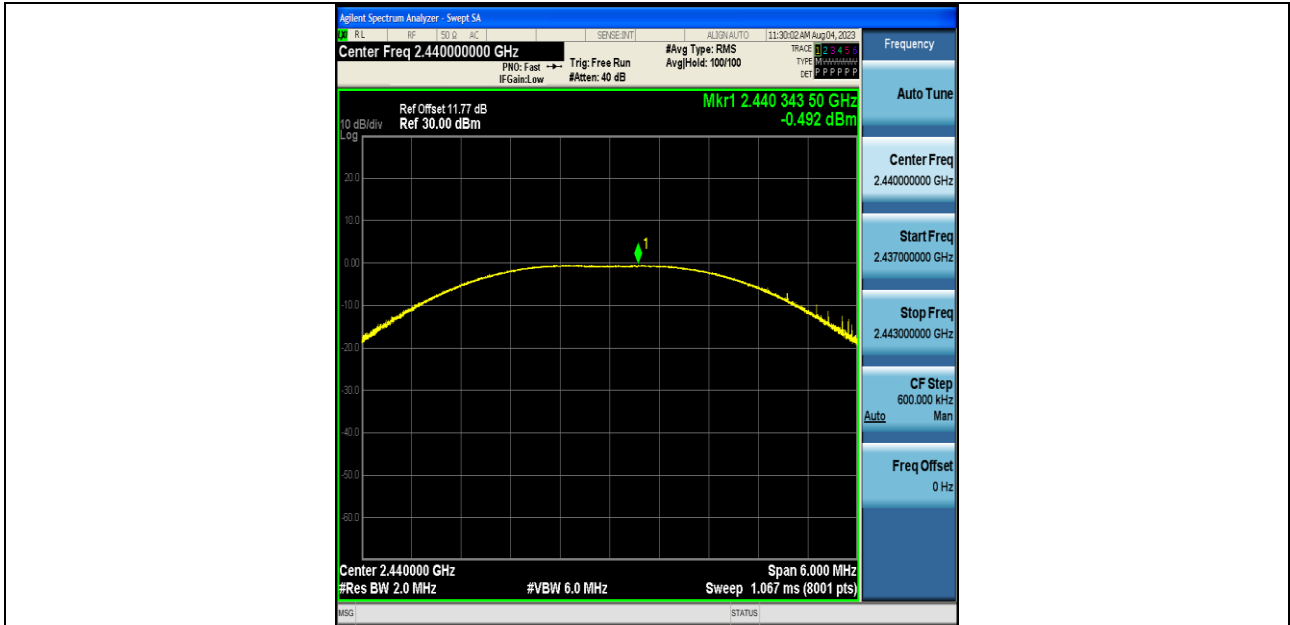 Agilent Spectrum Analyzer - Swept SA
RL RF 50 Ω AC SENSE:INT ALIGN AUTO 11:30:02 AM Aug 04, 2023
Center Freq 2.440000000 GHz
PNO: Fast
IFGain:Low
Trig: Free Run
#Atten: 40 dB
#Avg Type: RMS
Avg|Hold: 100/100
TRACE 1 2 3 4 5 6
TYPE M
DET P P P P P P
Frequency
Mkr1 2.440 343 50 GHz
-0.492 dBm
Ref Offset 11.77 dB
10 dB/div Ref 30.00 dBm
Log
20.0
10.0
0.00
-10.0
-20.0
-30.0
-40.0
-50.0
-60.0
1
Center 2.440000 GHz Span 6.000 MHz
#Res BW 2.0 MHz #VBW 6.0 MHz Sweep 1.067 ms (8001 pts)
MSG STATUS
Auto Tune
Center Freq
2.440000000 GHz
Start Freq
2.437000000 GHz
Stop Freq
2.443000000 GHz
CF Step
600.000 kHz
Auto Man
Freq Offset
0 Hz